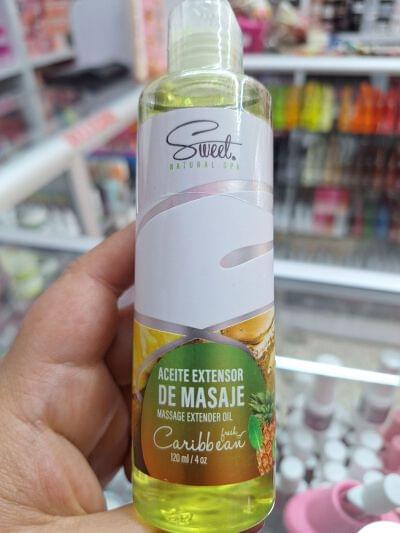 Sweet.
NATURAL SPA
ACEITE EXTENSOR
DE MASAJE
MASSAGE EXTENDER OIL
fresh
Caribbean
120 ml / 4 oz